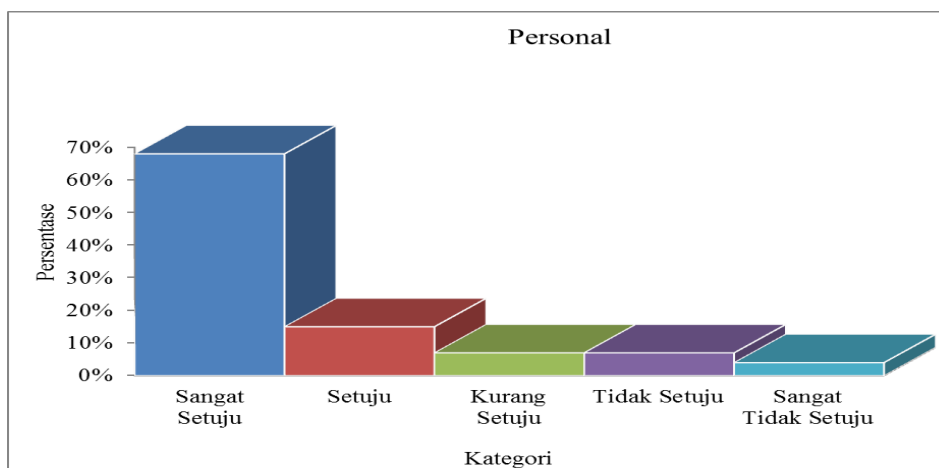 Personal
70%
60%
50%
40%
30%
20%
10%
0%
Persentase
Sangat
Setuju
Setuju
Kurang
Setuju
Tidak Setuju
Sangat
Tidak Setuju
Kategori